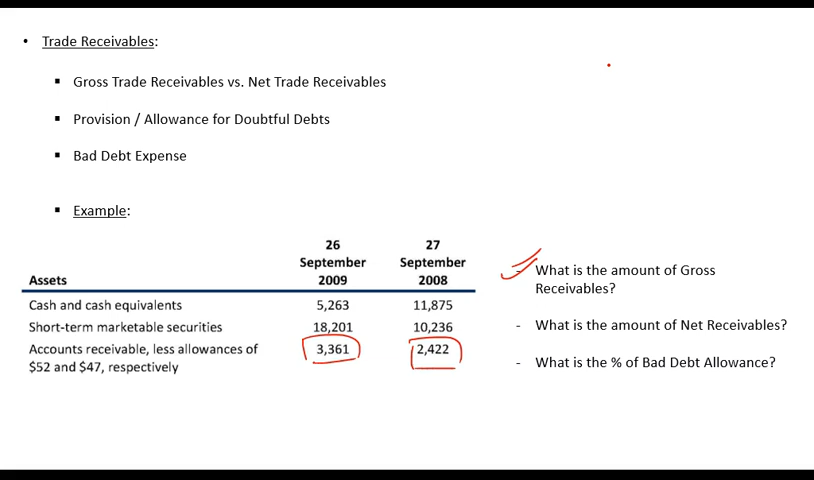 • Trade Receivables:
▪ Gross Trade Receivables vs. Net Trade Receivables
▪ Provision / Allowance for Doubtful Debts
▪ Bad Debt Expense
▪ Example:
26 27
September September
Assets 2009 2008
Cash and cash equivalents 5,263 11,875
Short-term marketable securities 18,201 10,236
Accounts receivable, less allowances of 3,361 2,422
$52 and $47, respectively
- What is the amount of Gross
Receivables?
- What is the amount of Net Receivables?
- What is the % of Bad Debt Allowance?